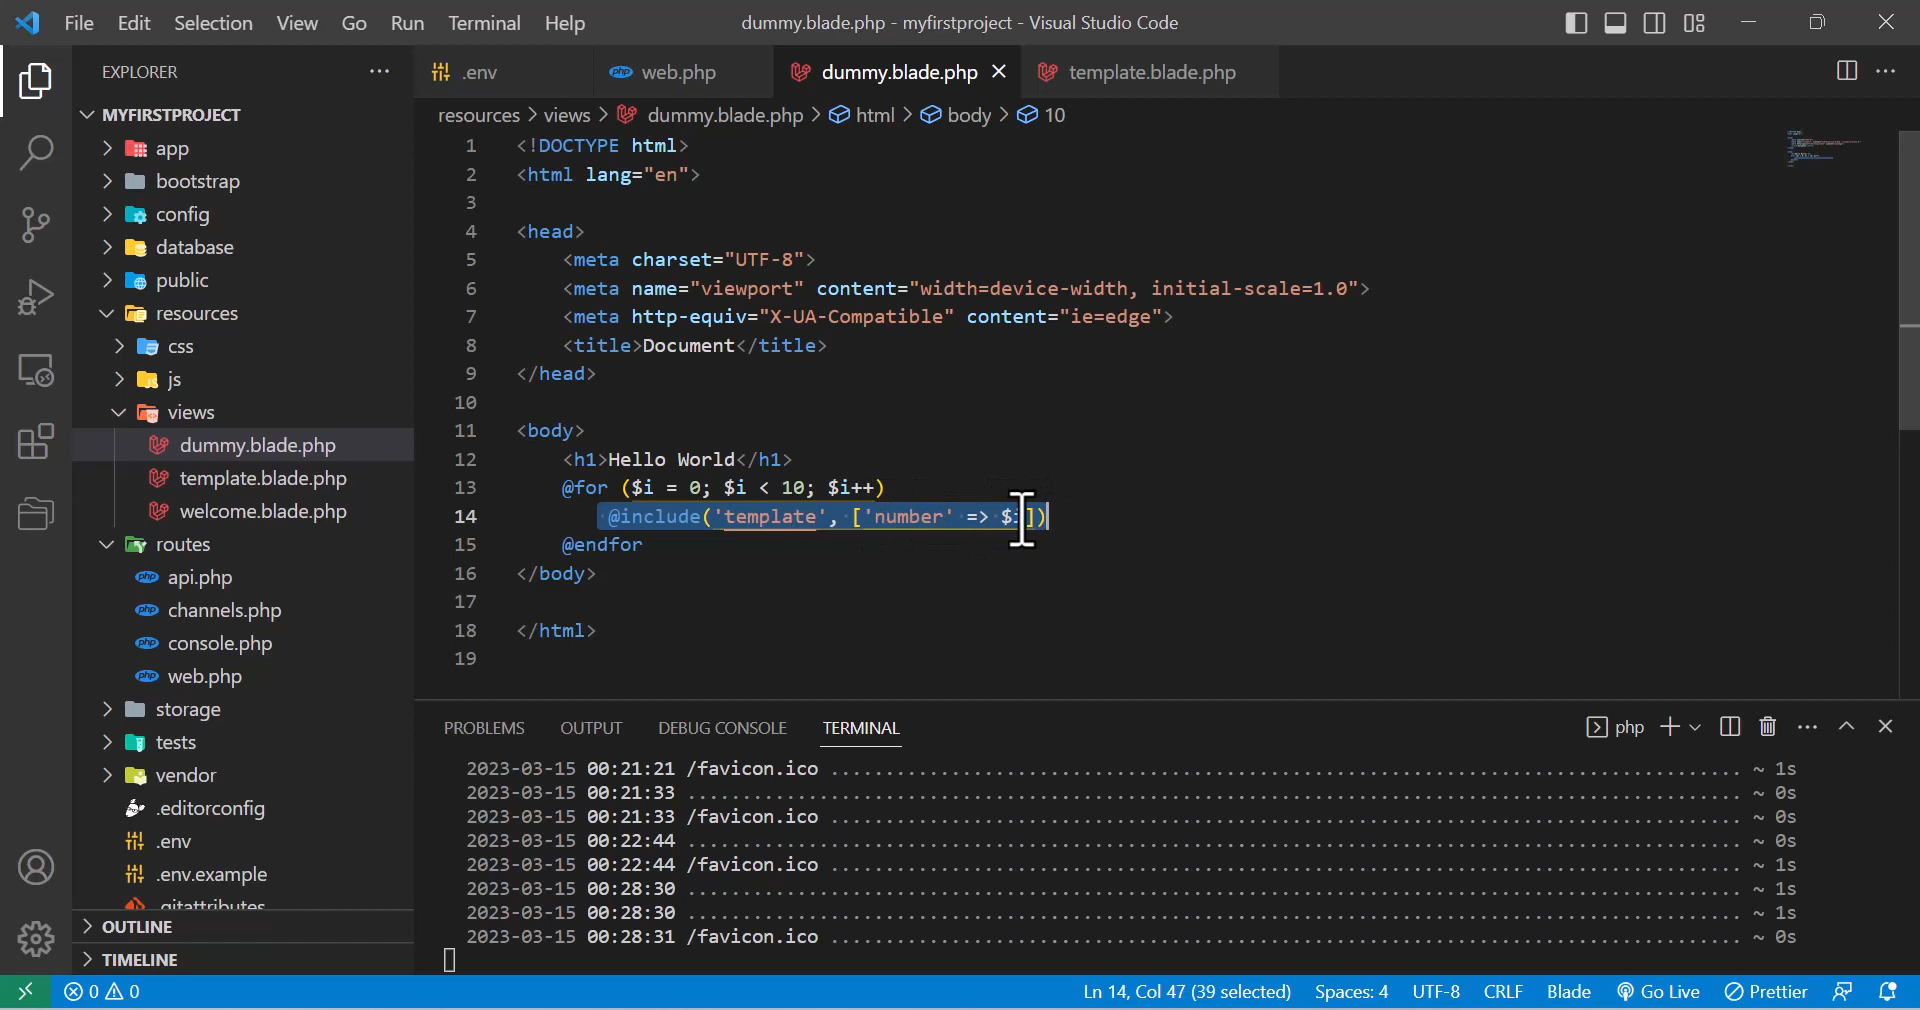 File Edit Selection View Go Run Terminal Help
dummy.blade.php - myfirstproject - Visual Studio Code
EXPLORER
MYFIRSTPROJECT
app
bootstrap
config
database
public
resources
css
js
views
dummy.blade.php
template.blade.php
welcome.blade.php
routes
api.php
channels.php
console.php
web.php
storage
tests
vendor
.editorconfig
.env
.env.example
.gitattributes
OUTLINE
TIMELINE
.env
php web.php
dummy.blade.php
template.blade.php
resources > views > dummy.blade.php > html > body > 10
1 <!DOCTYPE html>
2 <html lang="en">
3
4 <head>
5 <meta charset="UTF-8">
6 <meta name="viewport" content="width=device-width, initial-scale=1.0">
7 <meta http-equiv="X-UA-Compatible" content="ie=edge">
8 <title>Document</title>
9 </head>
10
11 <body>
12 <h1>Hello World</h1>
13 @for ($i = 0; $i < 10; $i++)
14 @include('template', ['number' => $i])
15 @endfor
16 </body>
17
18 </html>
19
PROBLEMS OUTPUT DEBUG CONSOLE TERMINAL
php
2023-03-15 00:21:21 /favicon.ico ........................................ ~ 1s
2023-03-15 00:21:33 ........................................ ~ 0s
2023-03-15 00:21:33 /favicon.ico ........................................ ~ 0s
2023-03-15 00:22:44 ........................................ ~ 0s
2023-03-15 00:22:44 /favicon.ico ........................................ ~ 1s
2023-03-15 00:28:30 ........................................ ~ 1s
2023-03-15 00:28:30 ........................................ ~ 1s
2023-03-15 00:28:31 /favicon.ico ........................................ ~ 0s
0 0
Ln 14, Col 47 (39 selected) Spaces: 4 UTF-8 CRLF Blade Go Live Prettier